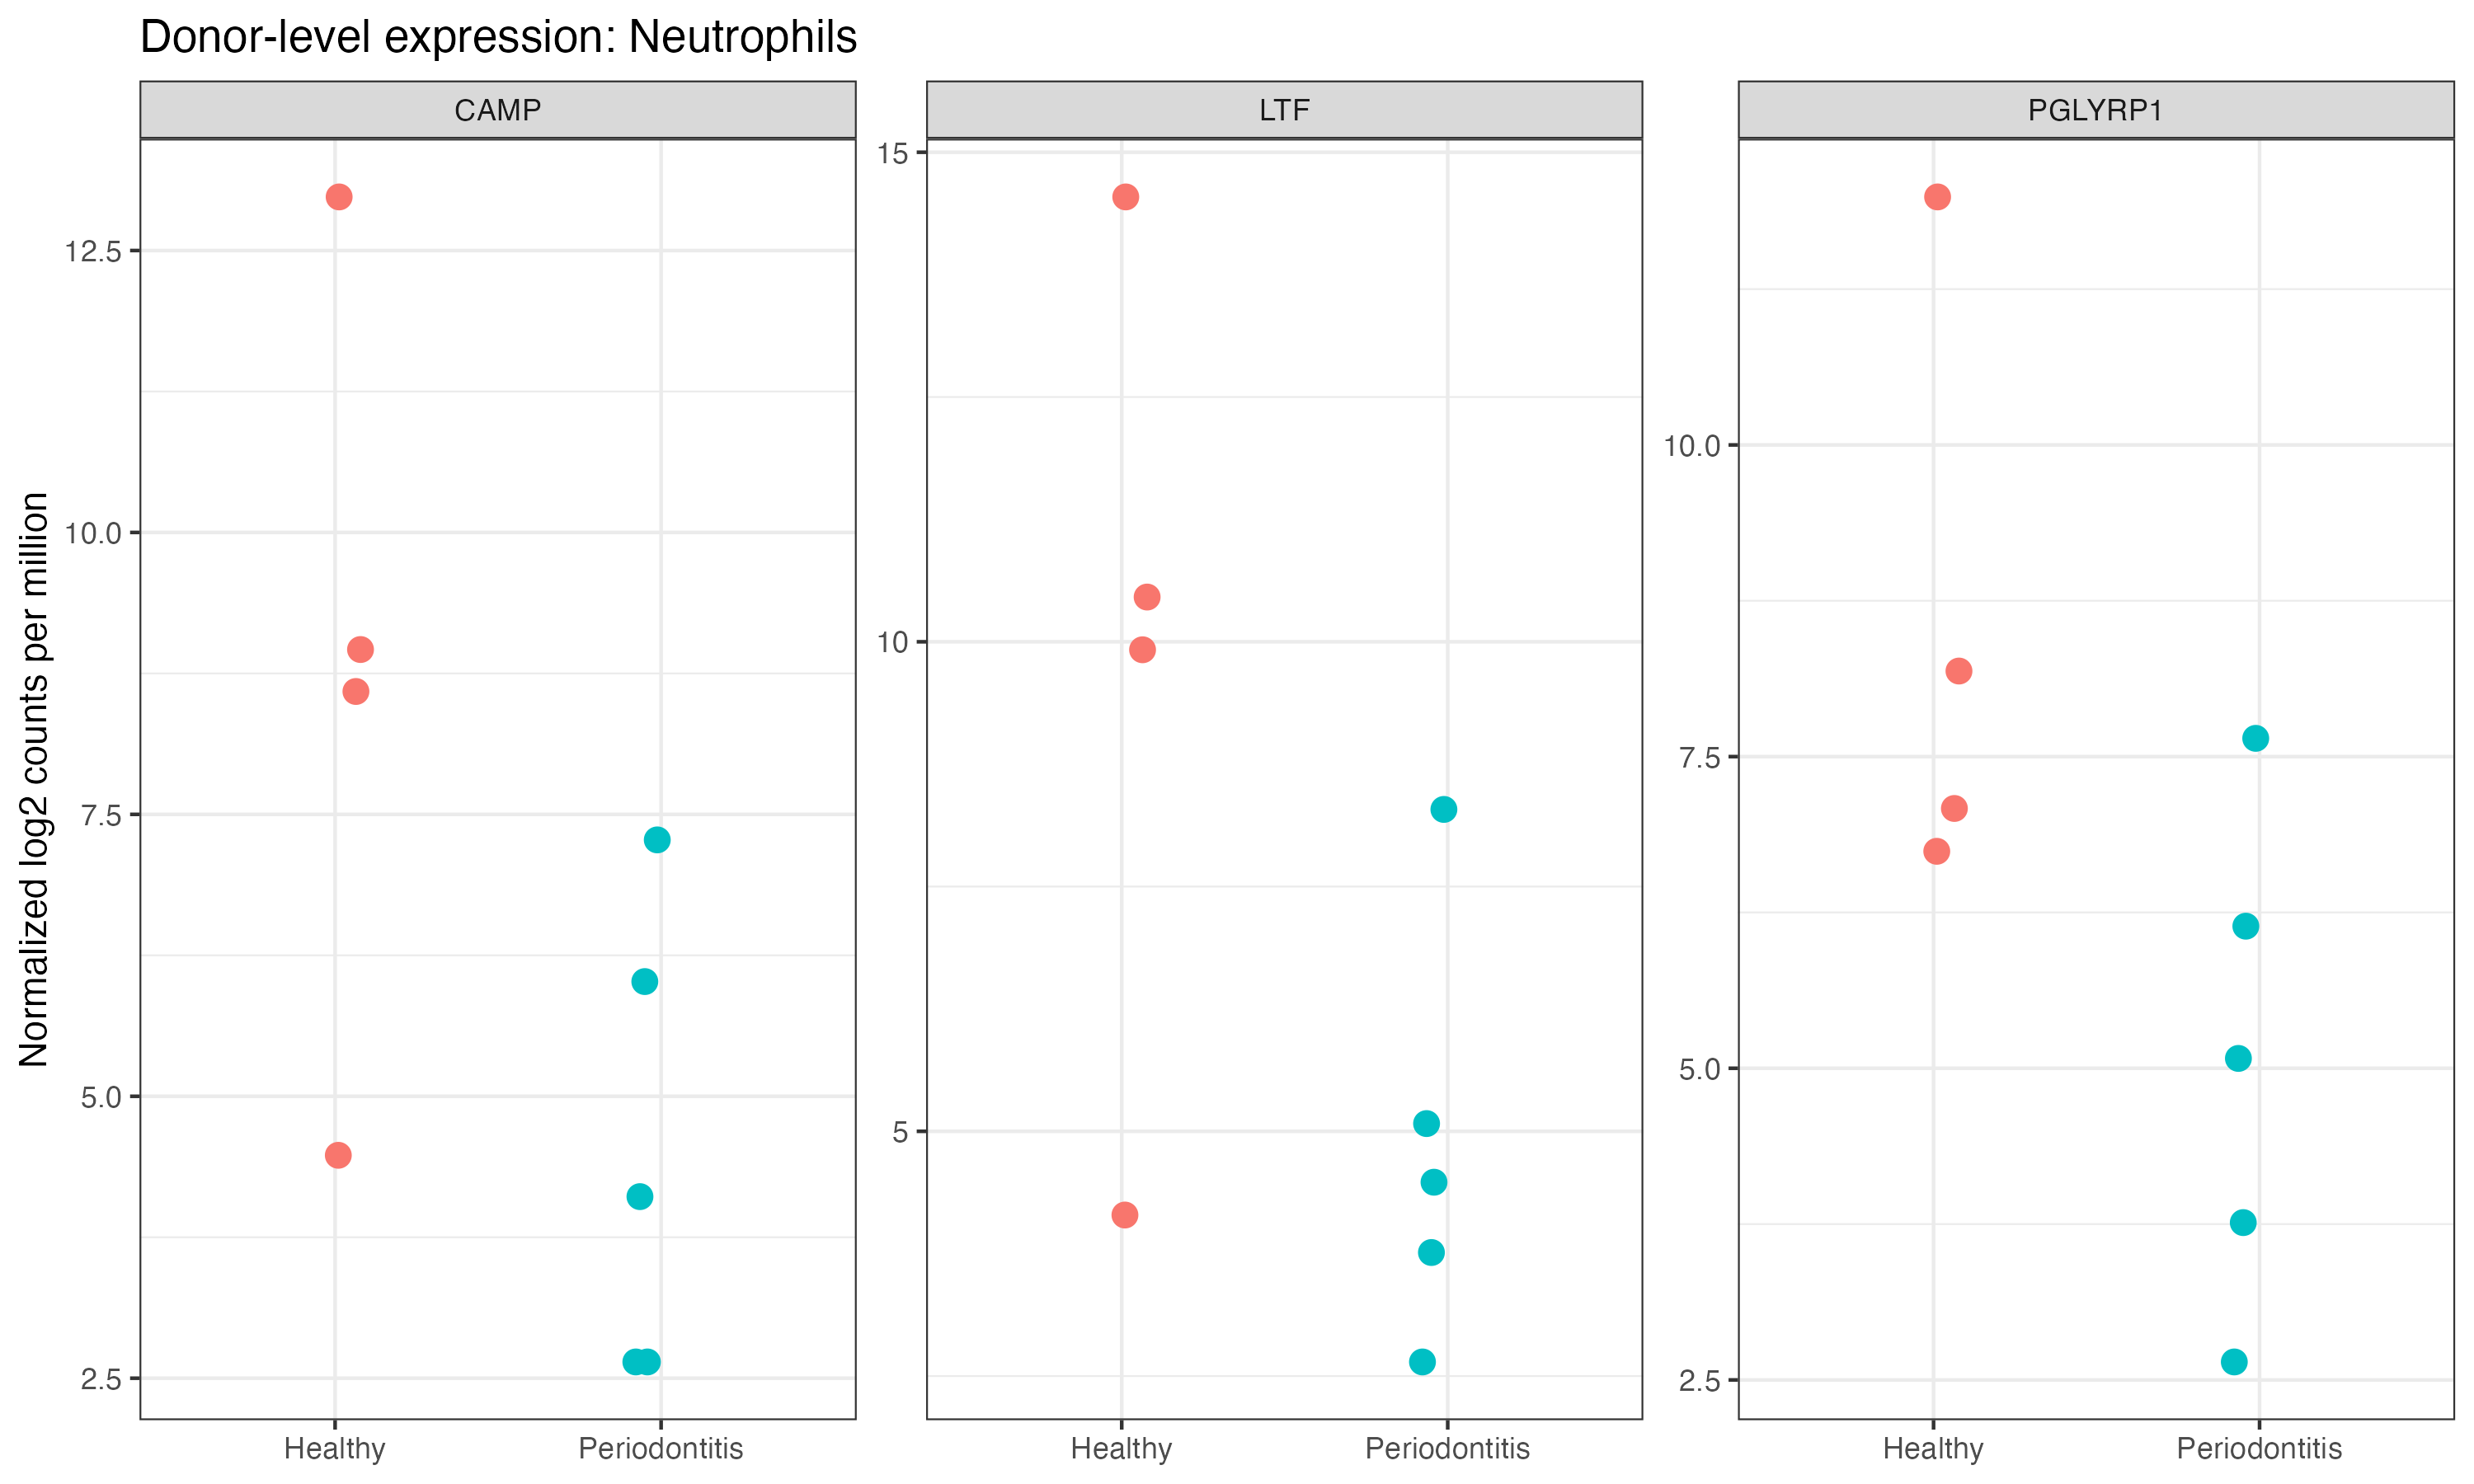 Donor-level expression: Neutrophils
Normalized log2 counts per million
CAMP
12.5
10.0
7.5
5.0
2.5
Healthy Periodontitis
LTF
15
10
5
Healthy Periodontitis
PGLYRP1
10.0
7.5
5.0
2.5
Healthy Periodontitis